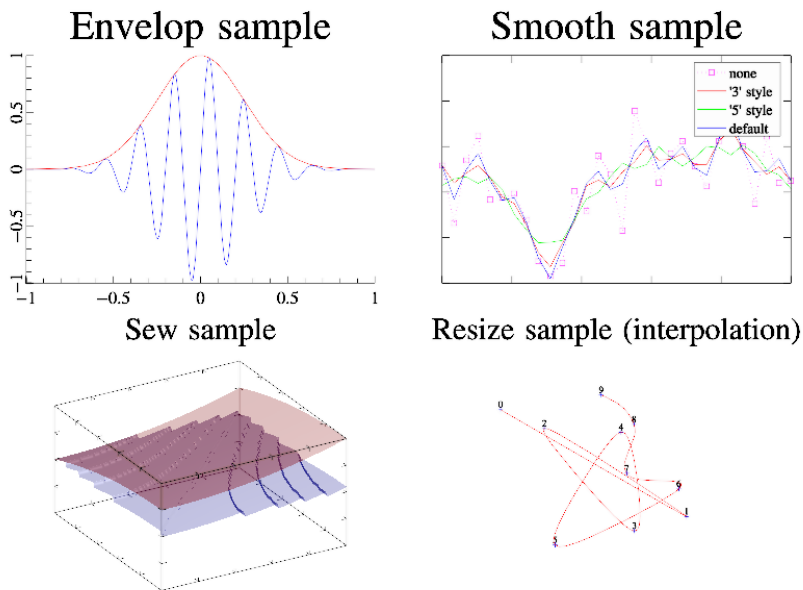 Envelop sample
Smooth sample
1
0.5
0
−0.5
−1
−1
−0.5
0
0.5
1
none
'3' style
'5' style
default
Sew sample
Resize sample (interpolation)
9
0
2
4
8
7
6
1
3
5